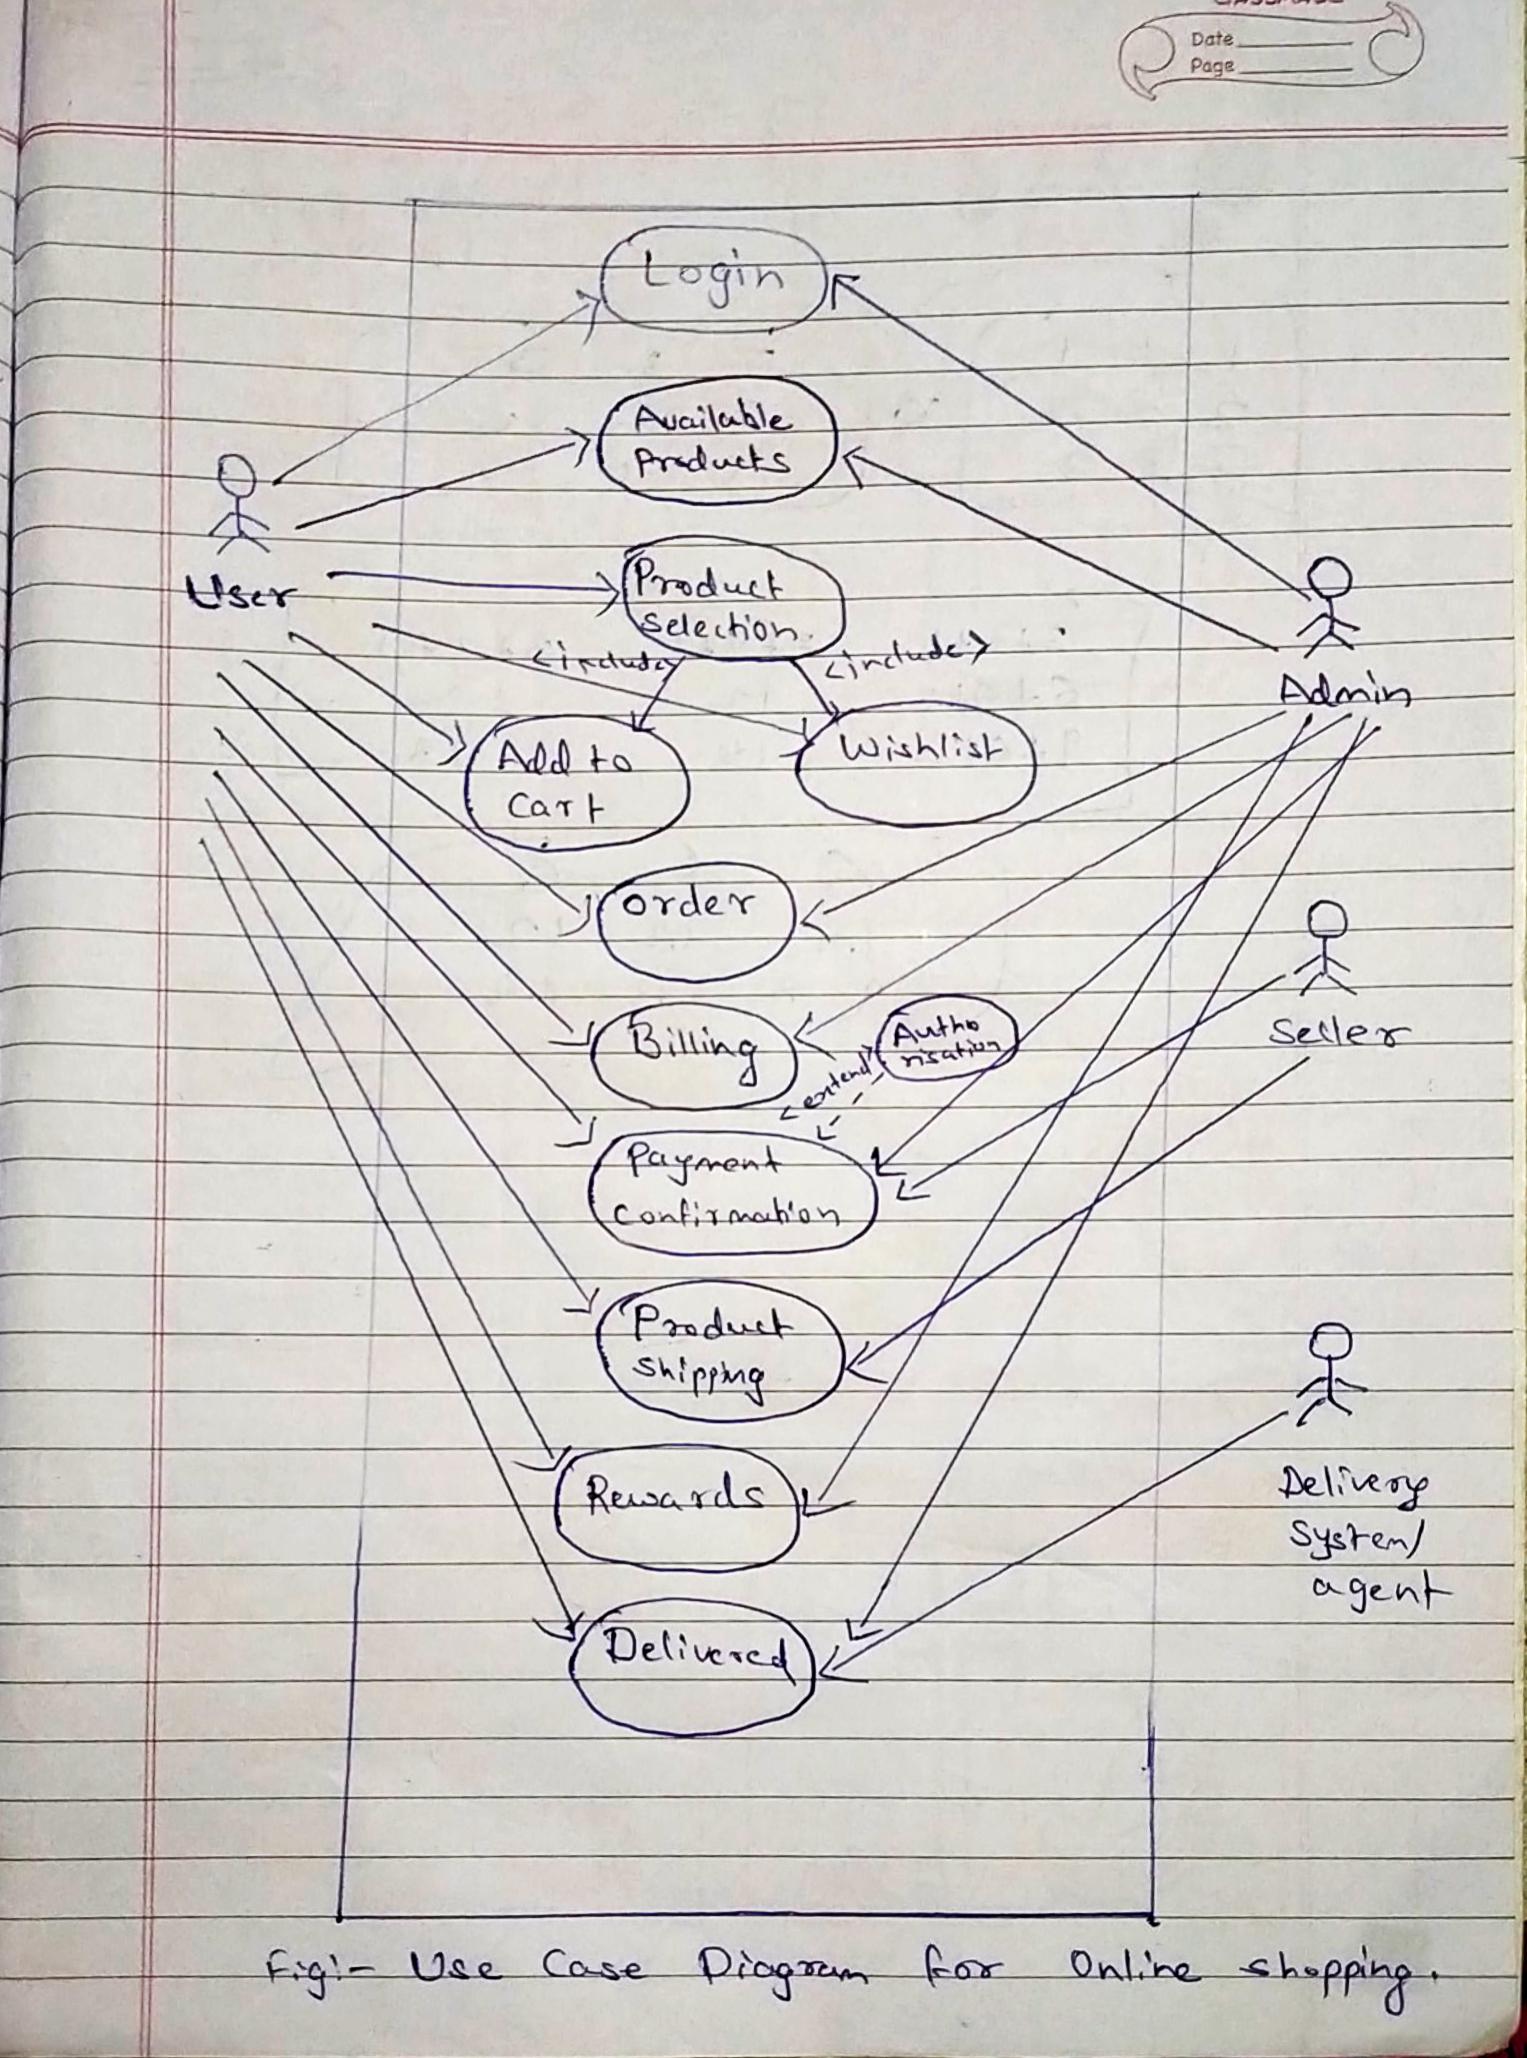 Date
Page
Login
Available
Products
User
Product
Selection
<include>
<include>
Admin
Add to
Cart
Wishlist
Order
Seller
Billing
Autho
risation
<extend>
Payment
Confirmation
Product
Shipping
Rewards
Delivery
System/
agent
Delivered
Fig:- Use Case Diagram for Online shopping.